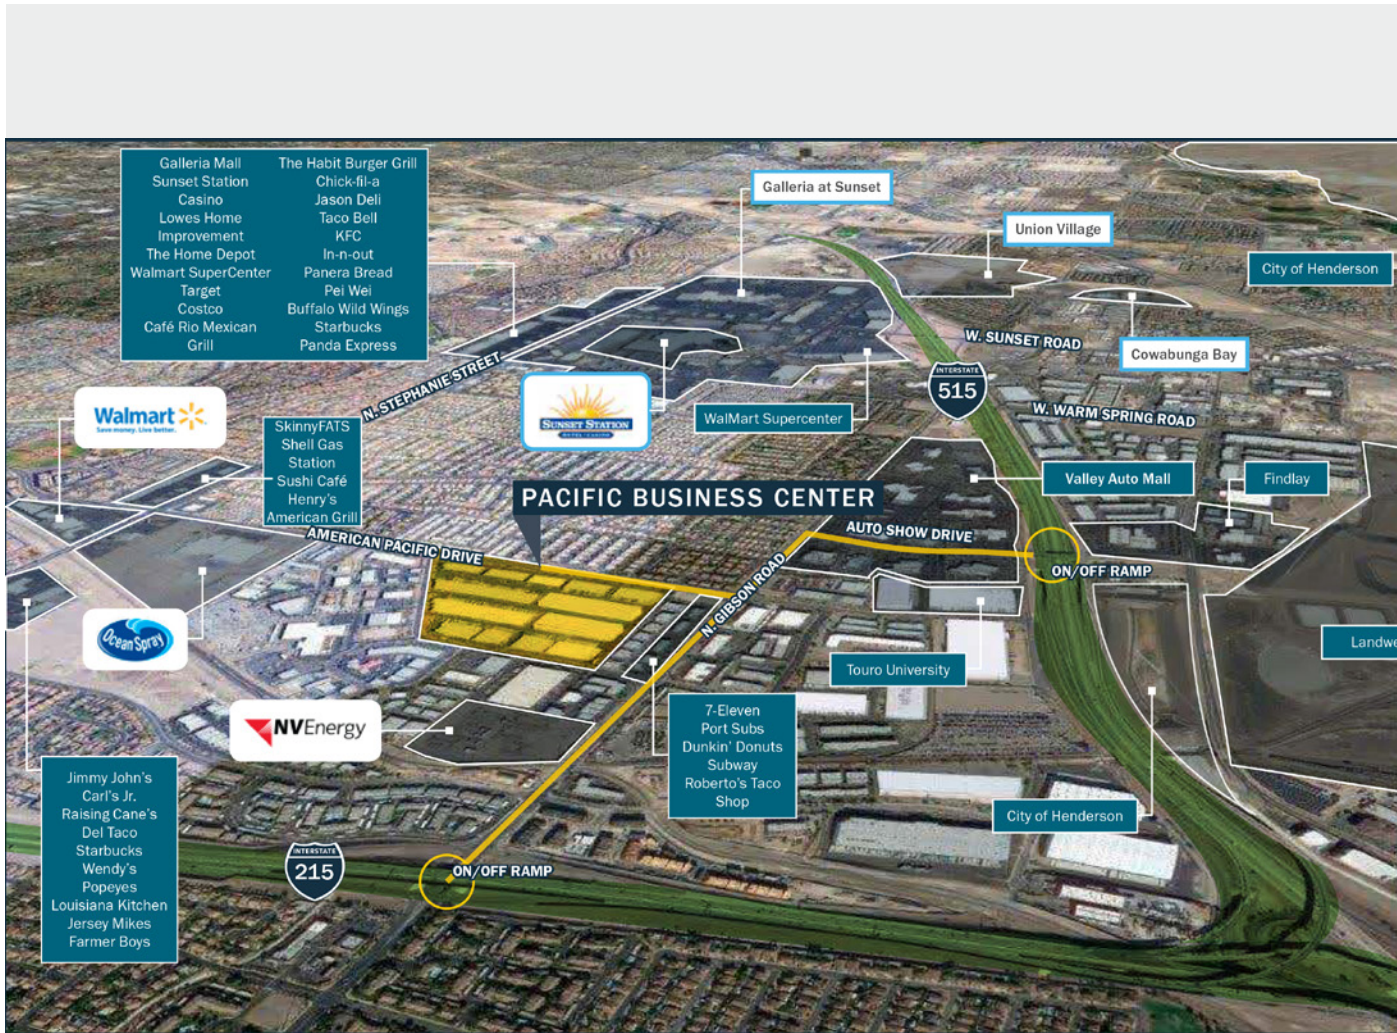 Galleria Mall
Sunset Station
Casino
Lowes Home
Improvement
The Home Depot
Walmart SuperCenter
Target
Costco
Café Rio Mexican
Grill
The Habit Burger Grill
Chick-fil-a
Jason Deli
Taco Bell
KFC
In-n-out
Panera Bread
Pei Wei
Buffalo Wild Wings
Starbucks
Panda Express
Galleria at Sunset
Union Village
City of Henderson
W. SUNSET ROAD
Cowabunga Bay
N. STEPHANIE STREET
INTERSTATE
515
W. WARM SPRING ROAD
Walmart
Save money. Live better.
SUNSET STATION
HOTEL • CASINO
WalMart Supercenter
SkinnyFATS
Shell Gas
Station
Sushi Café
Henry's
American Grill
Valley Auto Mall
Findlay
PACIFIC BUSINESS CENTER
AMERICAN PACIFIC DRIVE
AUTO SHOW DRIVE
ON/OFF RAMP
N. GIBSON ROAD
Ocean Spray
Touro University
Landwe
NVEnergy
7-Eleven
Port Subs
Dunkin' Donuts
Subway
Roberto's Taco
Shop
Jimmy John's
Carl's Jr.
Raising Cane's
Del Taco
Starbucks
Wendy's
Popeyes
Louisiana Kitchen
Jersey Mikes
Farmer Boys
City of Henderson
INTERSTATE
215
ON/OFF RAMP